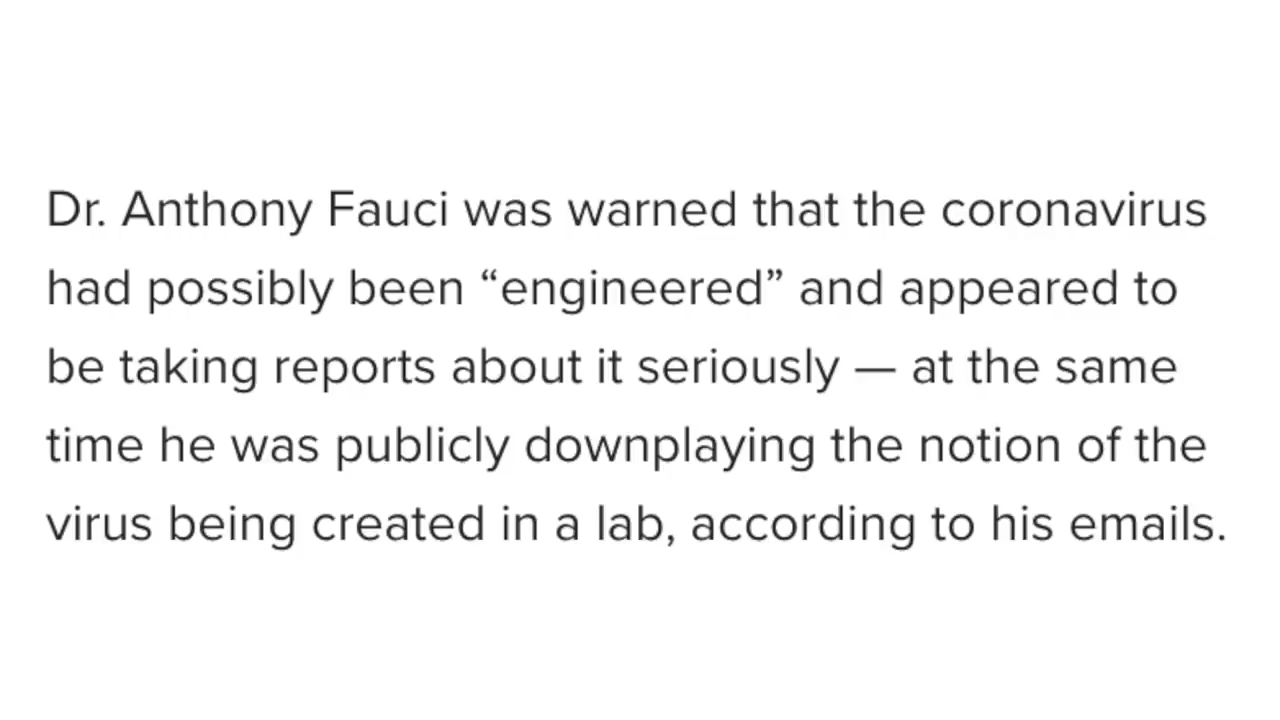 Dr. Anthony Fauci was warned that the coronavirus
had possibly been “engineered” and appeared to
be taking reports about it seriously — at the same
time he was publicly downplaying the notion of the
virus being created in a lab, according to his emails.